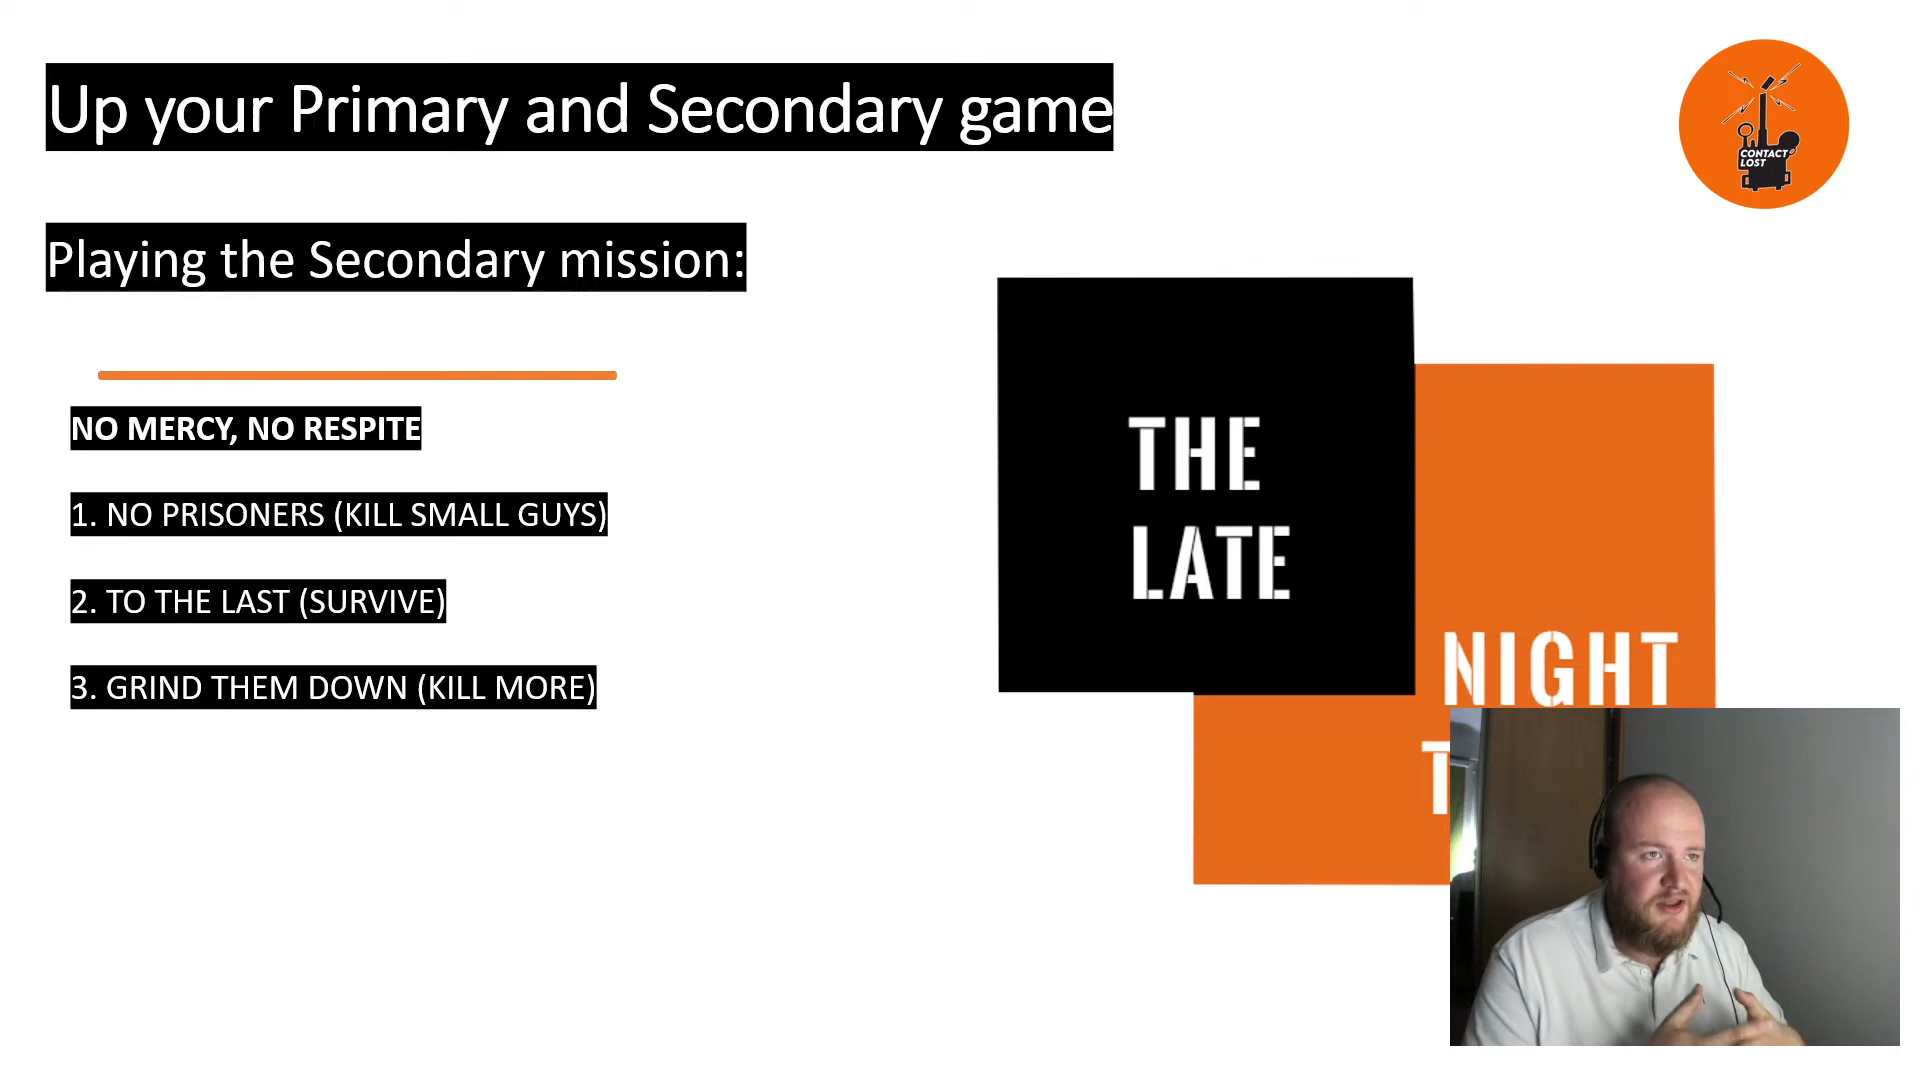 Up your Primary and Secondary game
CONTACT
LOST
Playing the Secondary mission:
NO MERCY, NO RESPITE
1. NO PRISONERS (KILL SMALL GUYS)
2. TO THE LAST (SURVIVE)
3. GRIND THEM DOWN (KILL MORE)
THE
LATE
NIGHT